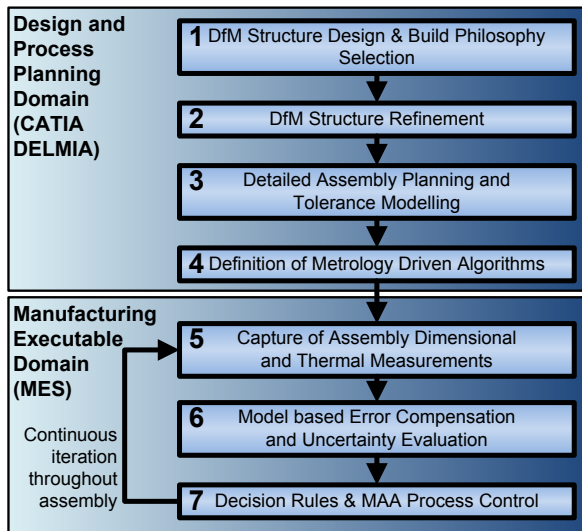 Design and
Process
Planning
Domain
(CATIA
DELMIA)
1 DfM Structure Design & Build Philosophy
Selection
2 DfM Structure Refinement
3 Detailed Assembly Planning and
Tolerance Modelling
4 Definition of Metrology Driven Algorithms
Manufacturing
Executable
Domain
(MES)
5 Capture of Assembly Dimensional
and Thermal Measurements
6 Model based Error Compensation
and Uncertainty Evaluation
Continuous
iteration
throughout
assembly
7 Decision Rules & MAA Process Control